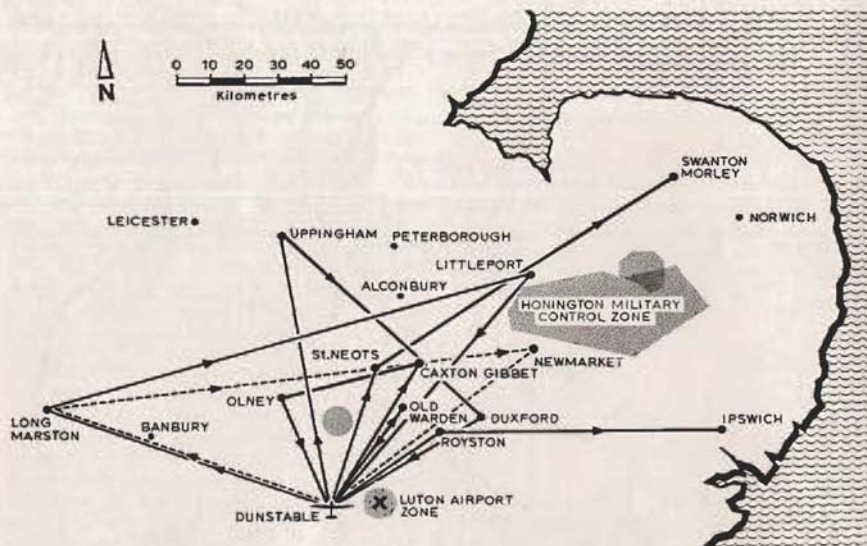 N
0 10 20 30 40 50
Kilometres
SWANTON
MORLEY
LEICESTER
NORWICH
UPPINGHAM
PETERBOROUGH
LITTLEPORT
ALCONBURY
HONINGTON MILITARY
CONTROL ZONE
St.NEOTS
NEWMARKET
CAXTON GIBBET
OLNEY
OLD
WARDEN
DUXFORD
LONG
MARSTON
BANBURY
ROYSTON
IPSWICH
DUNSTABLE
LUTON AIRPORT
ZONE